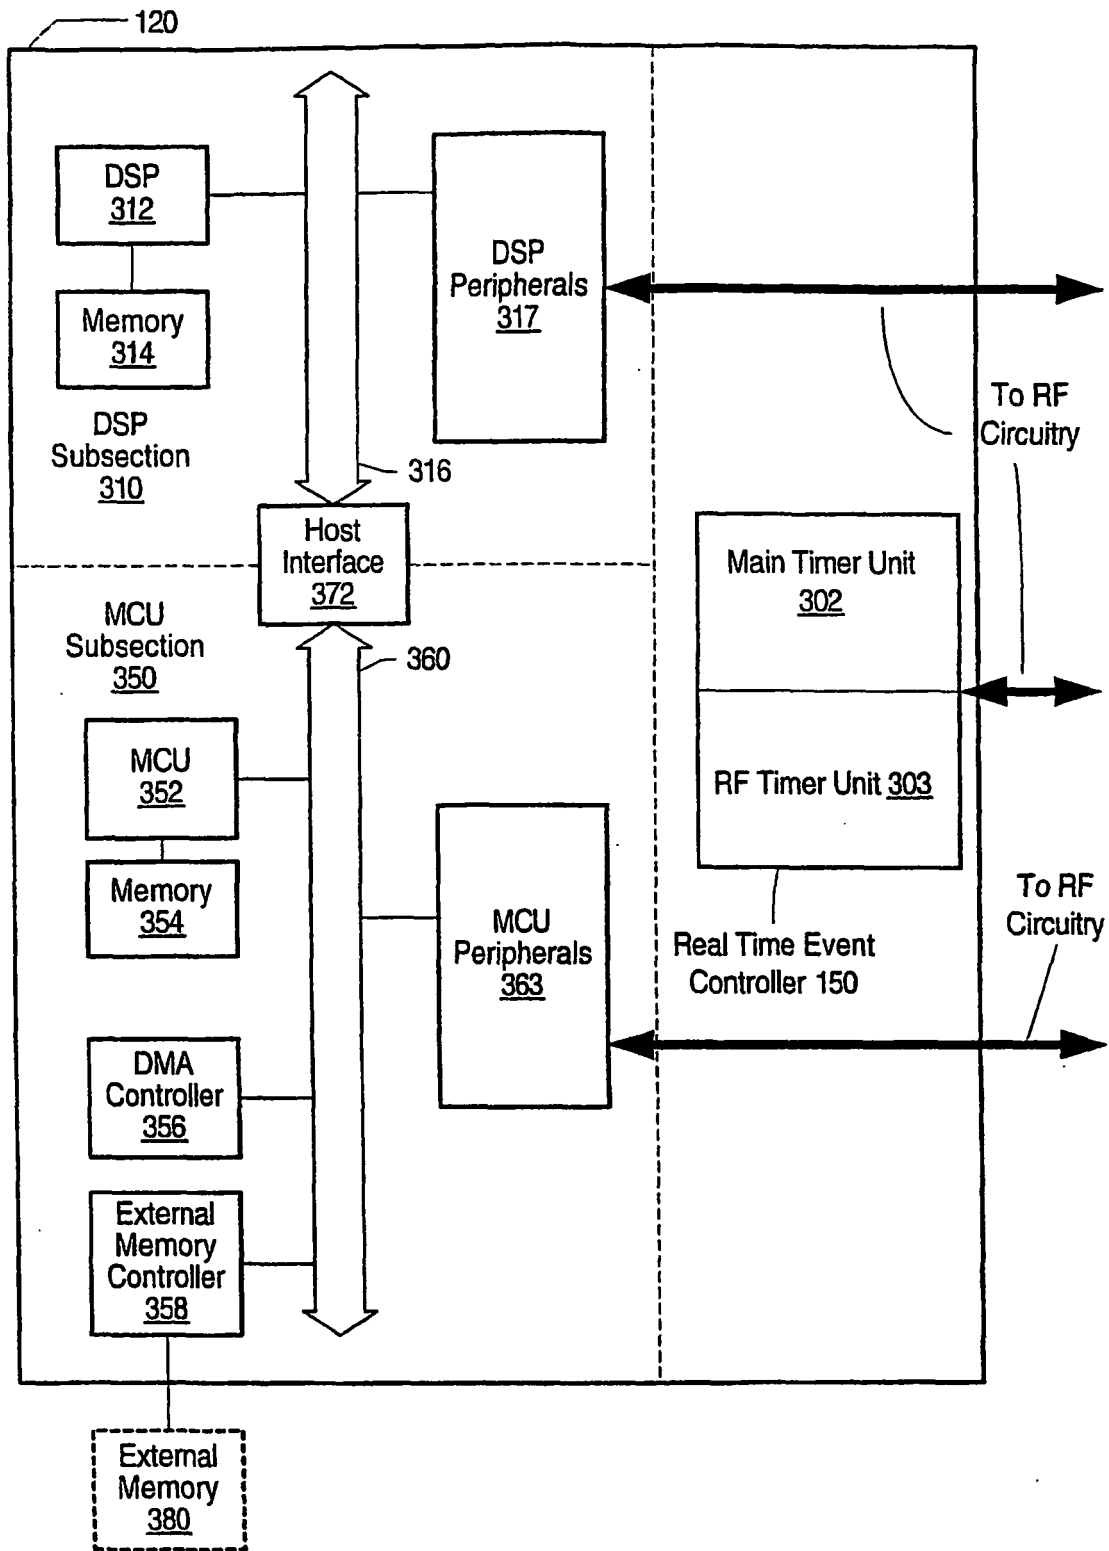 120
DSP
312
DSP
Peripherals
317
Memory
314
To RF
Circuitry
DSP
Subsection
310
316
Host
Interface
372
Main Timer Unit
302
MCU
Subsection
350
360
MCU
352
RF Timer Unit 303
Memory
354
MCU
Peripherals
363
To RF
Circuitry
Real Time Event
Controller 150
DMA
Controller
356
External
Memory
Controller
358
External
Memory
380